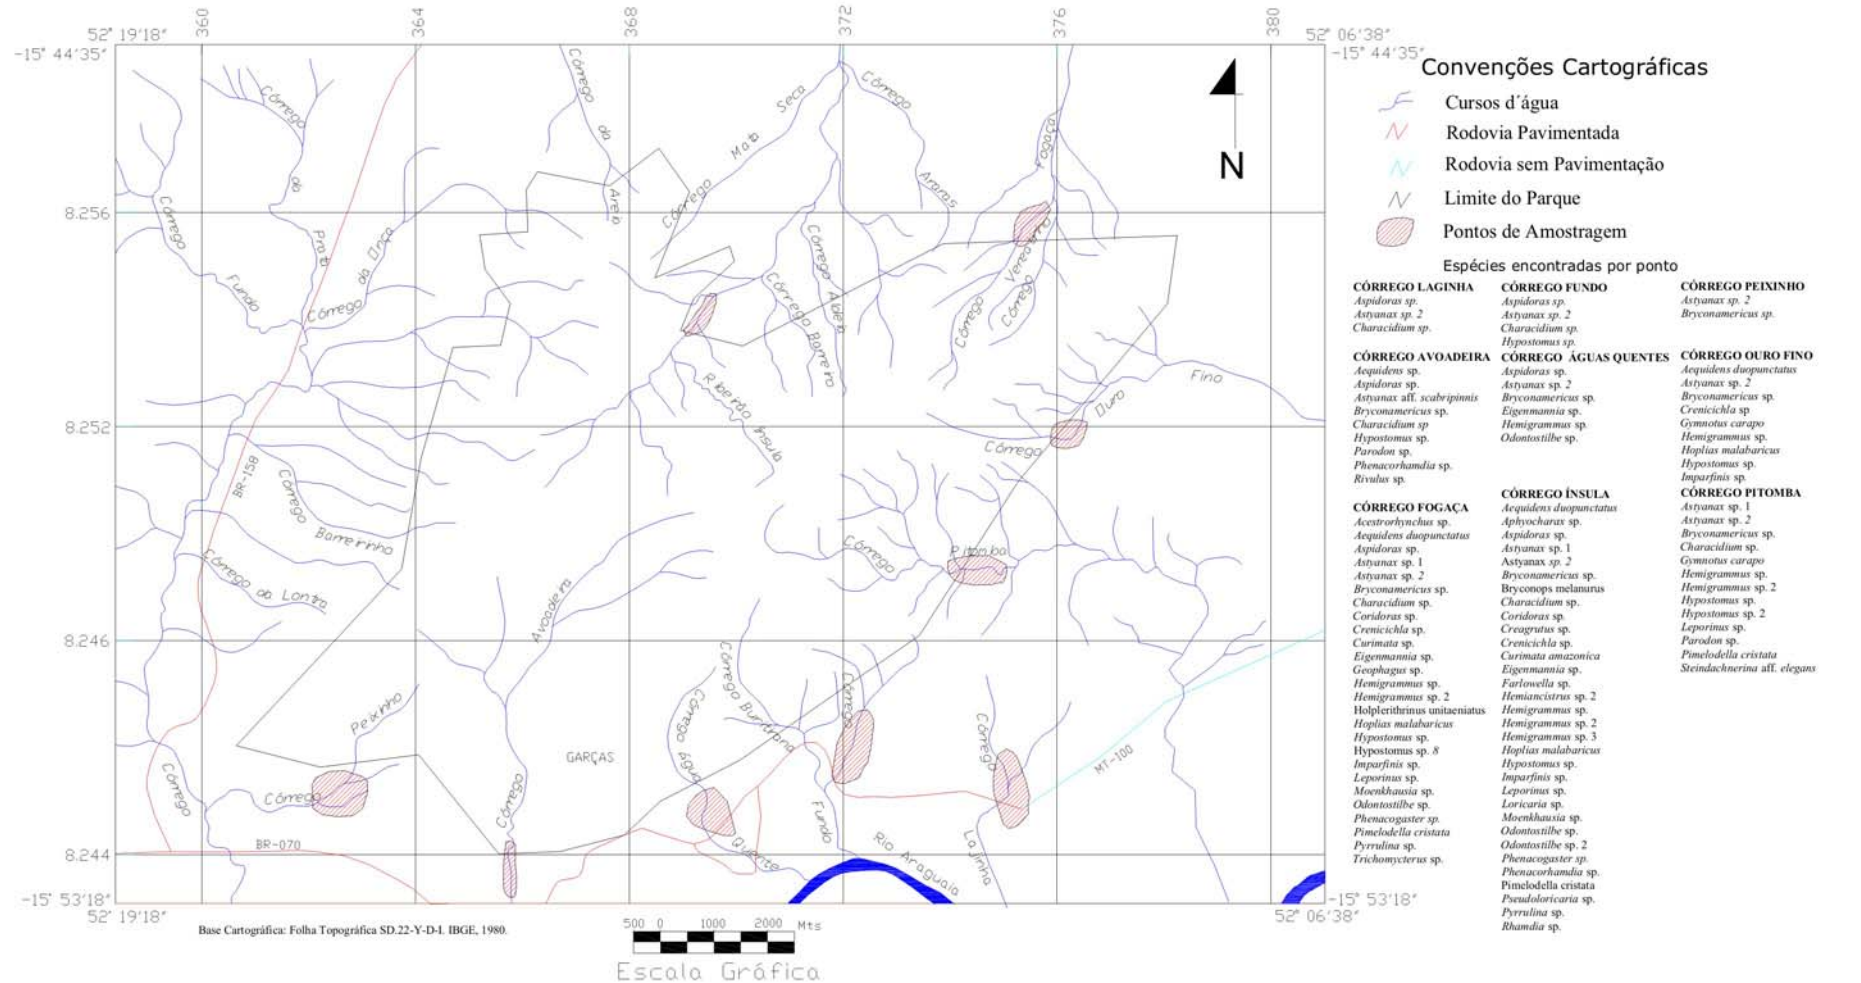 360
364
368
372
376
380
52° 19'18"
52° 06'38"
-15° 44'35"
-15° 44'35"
Convenções Cartográficas
Cursos d´água
Rodovia Pavimentada
Rodovia sem Pavimentação
Limite do Parque
Pontos de Amostragem
Espécies encontradas por ponto
N
8.256
8.252
8.246
8.244
Córrego
da
Areia
Córrego
Mata
Seca
Córrego
Araras
Fogaça
Córrego
da
Prata
Córrego
Fundo
Córrego
da Onça
Córrego Aldeia
Córrego Barreiro
Córrego
Vereda
Córrego
Ribeirão
Insula
Fino
Ouro
Córrego
BR-158
Córrego
Barreirinho
Córrego
da Lontra
Córrego
Pitomba
Avoadeira
Córrego
Peixinho
Córrego
Córrego
GARÇAS
Córrego
Água
Quente
Córrego Buritirana
Córrego
Fundo
Córrego
Lajinha
MT-100
BR-070
Rio Araguaia
-15° 53'18"
-15° 53'18"
52° 19'18"
52° 06'38"
Base Cartográfica: Folha Topográfica SD.22-Y-D-I. IBGE, 1980.
500 0 1000 2000 Mts
Escala Gráfica
CÓRREGO LAGINHA
Aspidoras sp.
Astyanax sp. 2
Characidium sp.
CÓRREGO FUNDO
Aspidoras sp.
Astyanax sp. 2
Characidium sp.
Hypostomus sp.
CÓRREGO PEIXINHO
Astyanax sp. 2
Bryconamericus sp.
CÓRREGO AVOADEIRA
Aequidens sp.
Aspidoras sp.
Astyanax aff. scabripinnis
Bryconamericus sp.
Characidium sp
Hypostomus sp.
Parodon sp.
Phenacorhamdia sp.
Rivulus sp.
CÓRREGO ÁGUAS QUENTES
Aspidoras sp.
Astyanax sp. 2
Bryconamericus sp.
Eigenmannia sp.
Hemigrammus sp.
Odontostilbe sp.
CÓRREGO OURO FINO
Aequidens duopunctatus
Astyanax sp. 2
Bryconamericus sp.
Crenicichla sp
Gymnotus carapo
Hemigrammus sp.
Hoplias malabaricus
Hypostomus sp.
Imparfinis sp.
CÓRREGO FOGAÇA
Acestrorhynchus sp.
Aequidens duopunctatus
Aspidoras sp.
Astyanax sp. 1
Astyanax sp. 2
Bryconamericus sp.
Characidium sp.
Coridoras sp.
Crenicichla sp.
Curimata sp.
Eigenmannia sp.
Geophagus sp.
Hemigrammus sp.
Hemigrammus sp. 2
Holplerithrinus unitaeniatus
Hoplias malabaricus
Hypostomus sp.
Hypostomus sp. 8
Imparfinis sp.
Leporinus sp.
Moenkhausia sp.
Odontostilbe sp.
Phenacogaster sp.
Pimelodella cristata
Pyrrulina sp.
Trichomycterus sp.
CÓRREGO ÍNSULA
Aequidens duopunctatus
Aphyocharax sp.
Aspidoras sp.
Astyanax sp. 1
Astyanax sp. 2
Bryconamericus sp.
Bryconops melanurus
Characidium sp.
Coridoras sp.
Creagrutus sp.
Crenicichla sp.
Curimata amazonica
Eigenmannia sp.
Farlowella sp.
Hemiancistrus sp. 2
Hemigrammus sp.
Hemigrammus sp. 2
Hemigrammus sp. 3
Hoplias malabaricus
Hypostomus sp.
Imparfinis sp.
Leporinus sp.
Loricaria sp.
Moenkhausia sp.
Odontostilbe sp.
Odontostilbe sp. 2
Phenacogaster sp.
Phenacorhamdia sp.
Pimelodella cristata
Pseudoloricaria sp.
Pyrrulina sp.
Rhamdia sp.
CÓRREGO PITOMBA
Astyanax sp. 1
Astyanax sp. 2
Bryconamericus sp.
Characidium sp.
Gymnotus carapo
Hemigrammus sp.
Hemigrammus sp. 2
Hypostomus sp.
Hypostomus sp. 2
Leporinus sp.
Parodon sp.
Pimelodella cristata
Steindachnerina aff. elegans